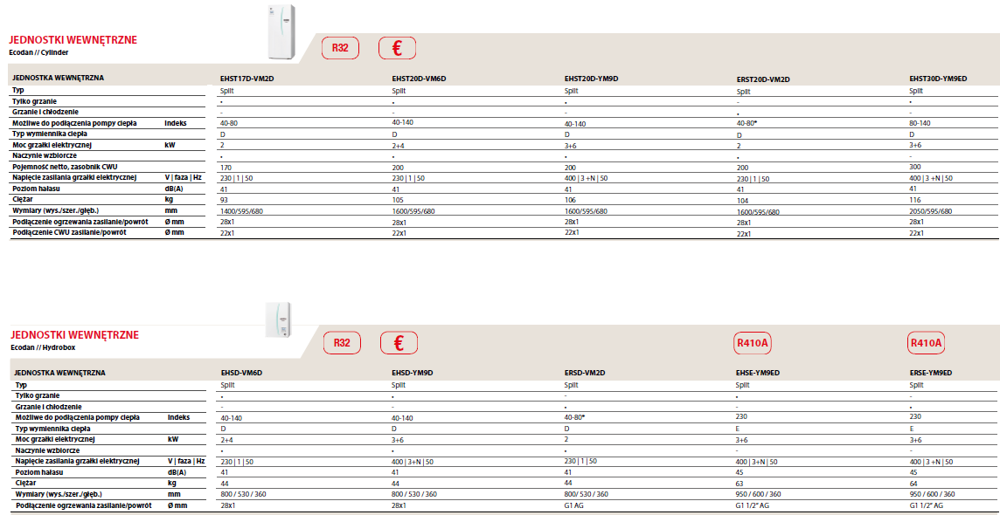 JEDNOSTKI WEWNĘTRZNE
Ecodan // Cylinder
R32 €
JEDNOSTKA WEWNĘTRZNA EHST17D-VM2D EHST20D-VM6D EHST20D-YM9D ERST20D-VM2D EHST30D-YM9ED
Typ Split Split Split Split Split
Tylko grzanie • • • - •
Grzanie i chłodzenie - - - • -
Możliwe do podłączenia pompy ciepła Indeks 40-80 40-140 40-140 40-80* 80-140
Typ wymiennika ciepła D D D D D
Moc grzałki elektrycznej kW 2 2+4 3+6 2 3+6
Naczynie wzbiorcze • • • • -
Pojemność netto, zasobnik CWU 170 200 200 200 300
Napięcie zasilania grzałki elektrycznej V | faza | Hz 230 | 1 | 50 230 | 1 | 50 400 | 3 +N | 50 230 | 1 | 50 400 | 3 +N | 50
Poziom hałasu dB(A) 41 41 41 41 41
Ciężar kg 93 105 106 104 116
Wymiary (wys./szer./głęb.) mm 1400/595/680 1600/595/680 1600/595/680 1600/595/680 2050/595/680
Podłączenie ogrzewania zasilanie/powrót Ø mm 28x1 28x1 28x1 28x1 28x1
Podłączenie CWU zasilanie/powrót Ø mm 22x1 22x1 22x1 22x1 22x1
JEDNOSTKI WEWNĘTRZNE
Ecodan // Hydrobox
R32 € R410A R410A
JEDNOSTKA WEWNĘTRZNA EHSD-VM6D EHSD-YM9D ERSD-VM2D EHSE-YM9ED ERSE-YM9ED
Typ Split Split Split Split Split
Tylko grzanie • • - • -
Grzanie i chłodzenie - - • - •
Możliwe do podłączenia pompy ciepła Indeks 40-140 40-140 40-80* 230 230
Typ wymiennika ciepła D D D E E
Moc grzałki elektrycznej kW 2+4 3+6 2 3+6 3+6
Naczynie wzbiorcze • • • - -
Napięcie zasilania grzałki elektrycznej V | faza | Hz 230 | 1 | 50 400 | 3+N | 50 230 | 1 | 50 400 | 3+N | 50 400 | 3 +N | 50
Poziom hałasu dB(A) 41 41 41 45 45
Ciężar kg 44 44 44 63 64
Wymiary (wys./szer./głęb.) mm 800 / 530 / 360 800 / 530 / 360 800/ 530 / 360 950 / 600 / 360 950 / 600 / 360
Podłączenie ogrzewania zasilanie/powrót Ø mm 28x1 28x1 G1 AG G1 1/2“ AG G1 1/2“ AG